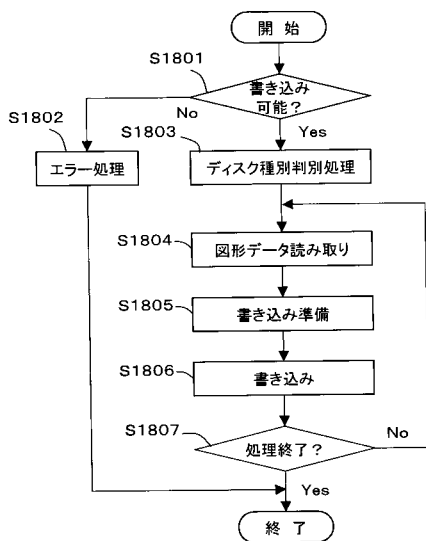 開 始
S1801
書き込み
可能？
No
Yes
S1802
エラー処理
S1803
ディスク種別判別処理
S1804
図形データ読み取り
S1805
書き込み準備
S1806
書き込み
S1807
処理終了？
No
Yes
終 了